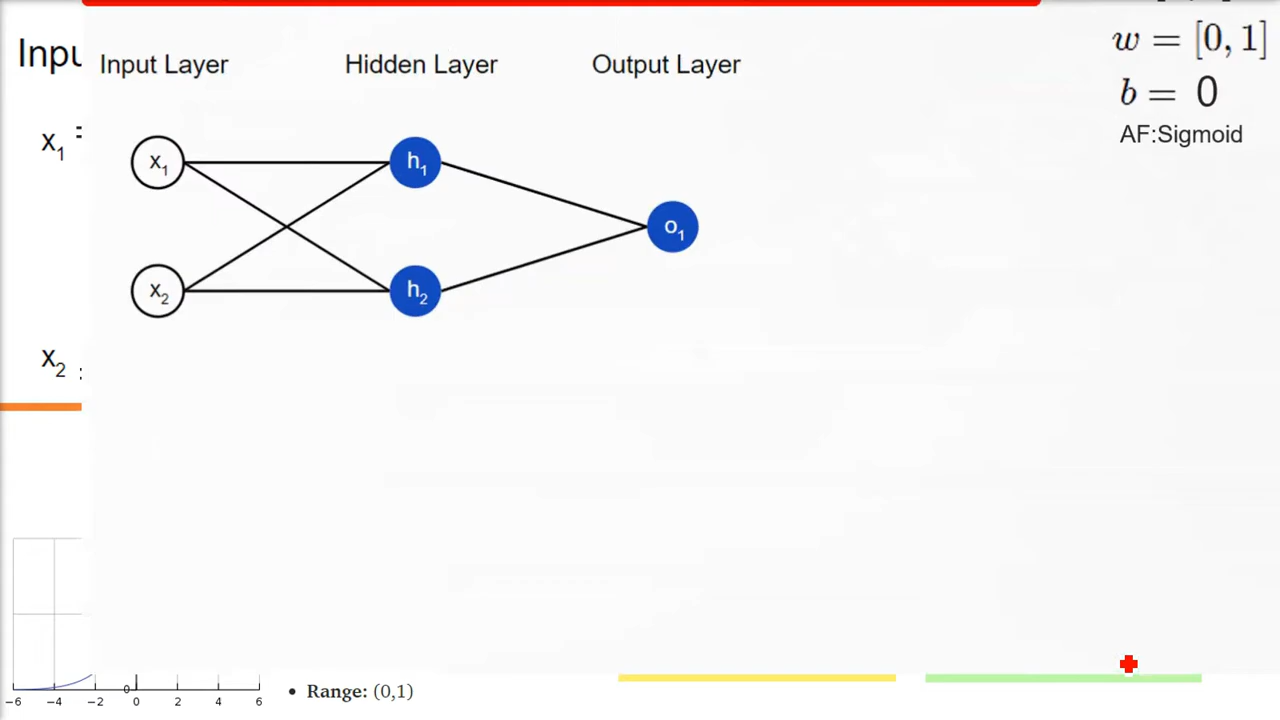 w = [0, 1]
b = 0
AF:Sigmoid
Input Layer
Hidden Layer
Output Layer
x1
x1
h1
o1
x2
h2
x2
−6 −4 −2 0 2 4 6
0
• Range: (0,1)